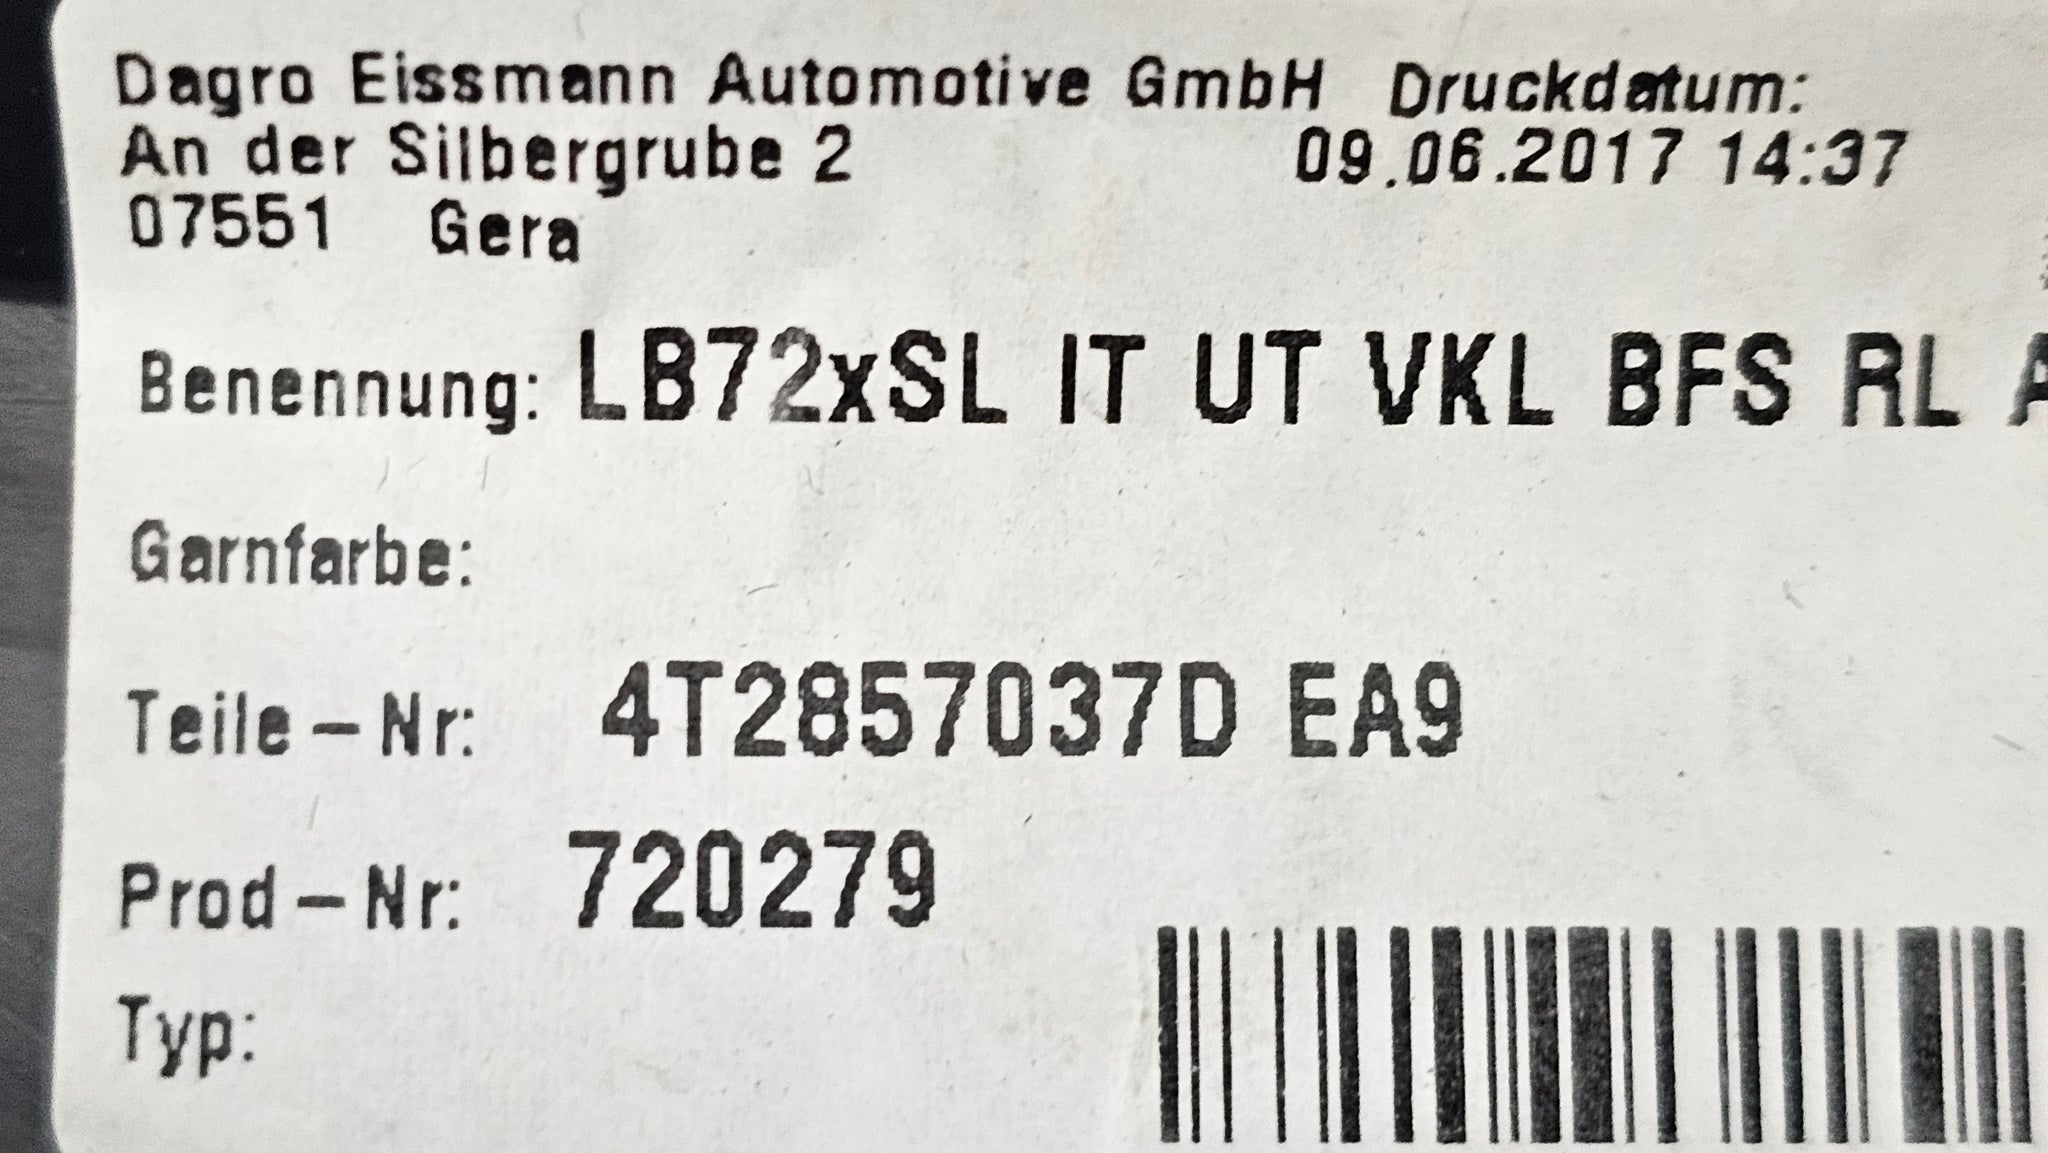 Dagro Eissmann Automotive GmbH Druckdatum:
An der Silbergrube 2 09.06.2017 14:37
07551 Gera
Benennung: LB72xSL IT UT VKL BFS RL A
Garnfarbe:
Teile-Nr: 4T2857037D EA9
Prod-Nr: 720279
Typ: